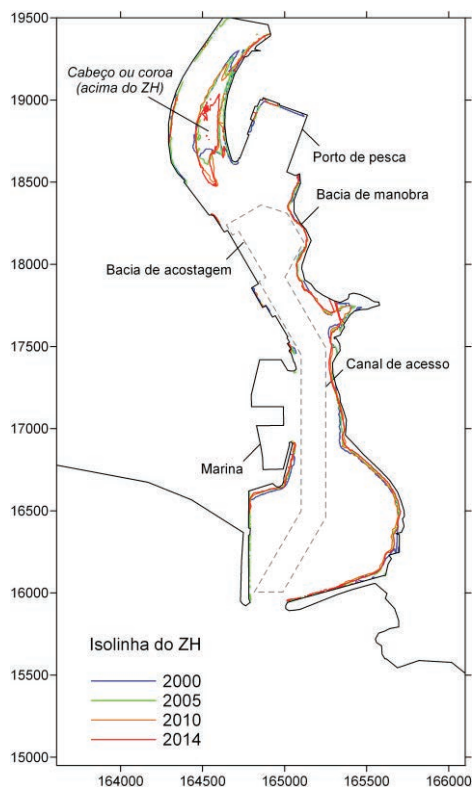 19500
Cabeço ou coroa
(acima do ZH)
19000
Porto de pesca
18500
Bacia de manobra
Bacia de acostagem
18000
17500
Canal de acesso
17000
Marina
16500
16000
Isolinha do ZH
15500
2000
2005
2010
2014
15000
164000
164500
165000
165500
166000